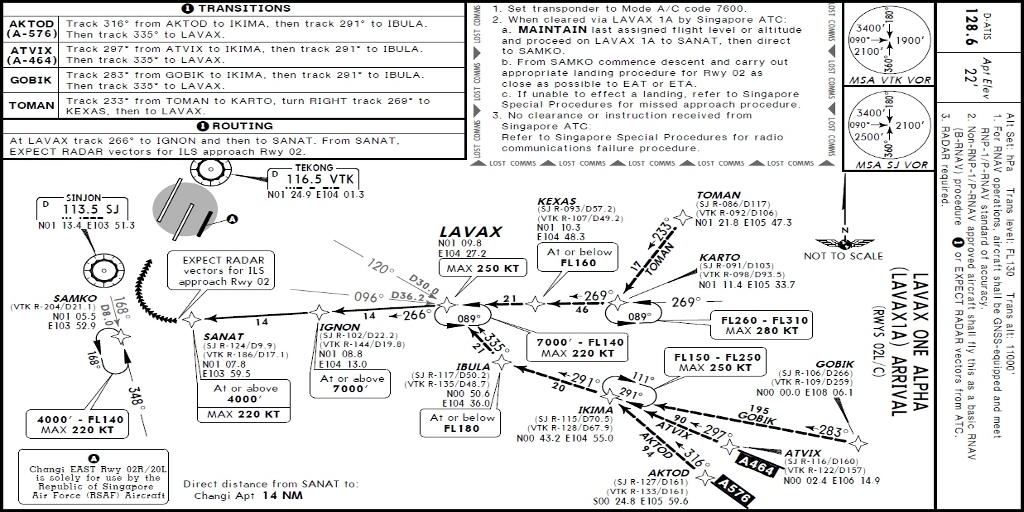 1 TRANSITIONS
AKTOD (A-576) Track 316° from AKTOD to IKIMA, then track 291° to IBULA.
Then track 335° to LAVAX.
ATVIX (A-464) Track 297° from ATVIX to IKIMA, then track 291° to IBULA.
Then track 335° to LAVAX.
GOBIK Track 283° from GOBIK to IKIMA, then track 291° to IBULA.
Then track 335° to LAVAX.
TOMAN Track 233° from TOMAN to KARTO, turn RIGHT track 269° to
KEXAS, then to LAVAX.
1 ROUTING
At LAVAX track 266° to IGNON and then to SANAT. From SANAT,
EXPECT RADAR vectors for ILS approach Rwy 02.
LOST COMMS LOST COMMS LOST COMMS
1. Set transponder to Mode A/C code 7600.
2. When cleared via LAVAX 1A by Singapore ATC:
a. MAINTAIN last assigned flight level or altitude
and proceed on LAVAX 1A to SANAT, then direct
to SAMKO.
b. From SAMKO commence descent and carry out
appropriate landing procedure for Rwy 02 as
close as possible to EAT or ETA.
c. If unable to effect a landing, refer to Singapore
Special Procedures for missed approach procedure.
3. No clearance or instruction received from
Singapore ATC:
Refer to Singapore Special Procedures for radio
communications failure procedure.
LOST COMMS LOST COMMS LOST COMMS
LOST COMMS LOST COMMS LOST COMMS LOST COMMS
180°
3400'
090°
1900'
2100'
360°
MSA VTK VOR
180°
3400'
090°
2100'
2500'
360°
MSA SJ VOR
D-ATIS
128.6
Apt Elev
22'
Alt Set: hPa Trans level: FL130 Trans alt: 11000'
1. For RNAV operations, aircraft shall be GNSS-equipped and meet
RNP-1/P-RNAV standard of accuracy.
2. Non-RNP-1/P-RNAV approved aircraft shall fly this as a basic RNAV
(B-RNAV) procedure 1 or EXPECT RADAR vectors from ATC.
3. RADAR required.
LAVAX ONE ALPHA
(LAVAX1A) ARRIVAL
(RWYS 02L/C)
TEKONG
D 116.5 VTK
N01 24.9 E104 01.3
SINJON
D 113.5 SJ
N01 13.4 E103 51.3
A
EXPECT RADAR
vectors for ILS
approach Rwy 02
SAMKO
(VTK R-204/D21.1)
N01 05.5
E103 52.9
168°
D8.0
168°
348°
4000' - FL140
MAX 220 KT
SANAT
(SJ R-124/D9.9)
(VTK R-186/D17.1)
N01 07.8
E103 59.5
At or above
4000'
MAX 220 KT
14
IGNON
(SJ R-102/D22.2)
(VTK R-144/D19.8)
N01 08.8
E104 13.0
At or above
7000'
14
266°
096°
D36.2
120°
D30.0
LAVAX
N01 09.8
E104 27.2
MAX 250 KT
089°
7000' - FL140
MAX 220 KT
21
KEXAS
(SJ R-093/D57.2)
(VTK R-107/D49.2)
N01 10.3
E104 48.3
At or below
FL160
269°
46
TOMAN
(SJ R-086/D117)
(VTK R-092/D106)
N01 21.8 E105 47.3
233°
17
TOMAN
KARTO
(SJ R-091/D103)
(VTK R-098/D93.5)
N01 11.4 E105 33.7
269°
089°
FL260 - FL310
MAX 280 KT
N
NOT TO SCALE
335°
21
IBULA
(SJ R-117/D50.2)
(VTK R-135/D48.7)
N00 50.6
E104 36.0
At or below
FL180
291°
20
IKIMA
(SJ R-115/D70.5)
(VTK R-128/D67.9)
N00 43.2 E104 55.0
111°
291°
FL150 - FL250
MAX 250 KT
GOBIK
(SJ R-106/D266)
(VTK R-109/D259)
N00 00.0 E108 06.1
195
GOBIK
283°
90
ATVIX
297°
A464
ATVIX
(SJ R-116/D160)
(VTK R-122/D157)
N00 02.4 E106 14.9
AKTOD
94
316°
A576
AKTOD
(SJ R-127/D161)
(VTK R-133/D161)
S00 24.8 E105 59.6
A
Changi EAST Rwy 02R/20L
is solely for use by the
Republic of Singapore
Air Force (RSAF) Aircraft
Direct distance from SANAT to:
Changi Apt 14 NM